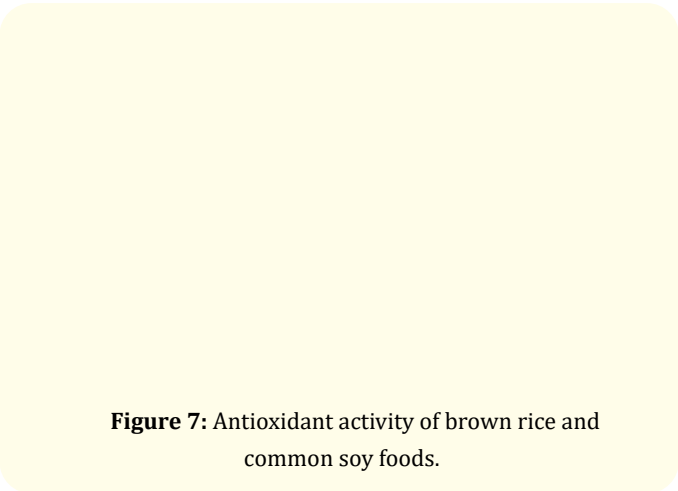 Figure 7: Antioxidant activity of brown rice and
common soy foods.